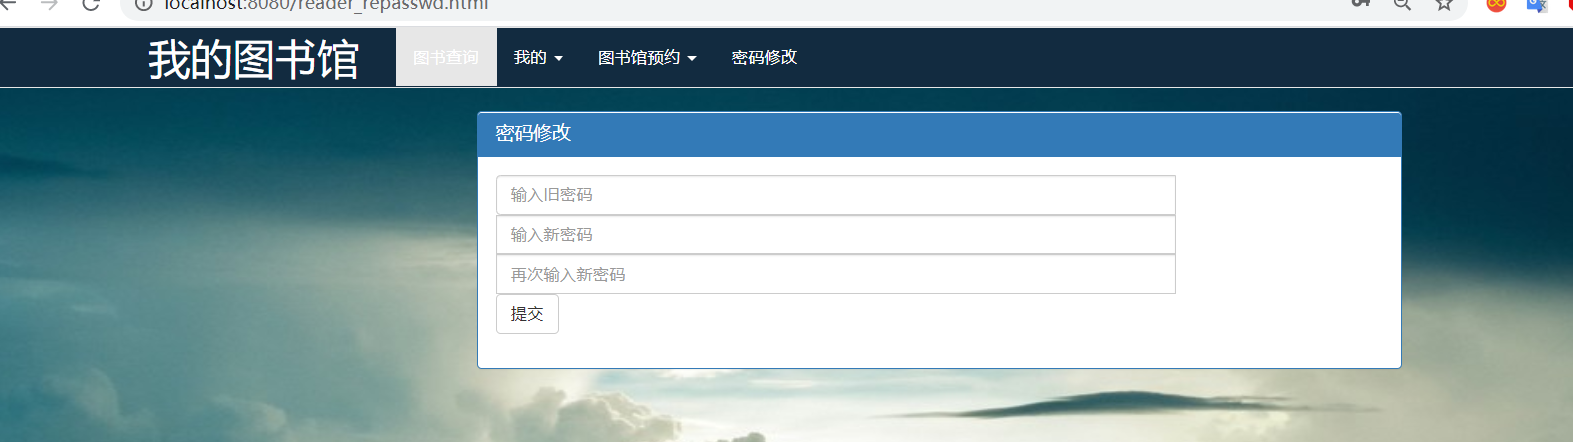 localhost:8080/reader_repasswd.html
我的图书馆 图书查询 我的 图书馆预约 密码修改
密码修改
输入旧密码
输入新密码
再次输入新密码
提交